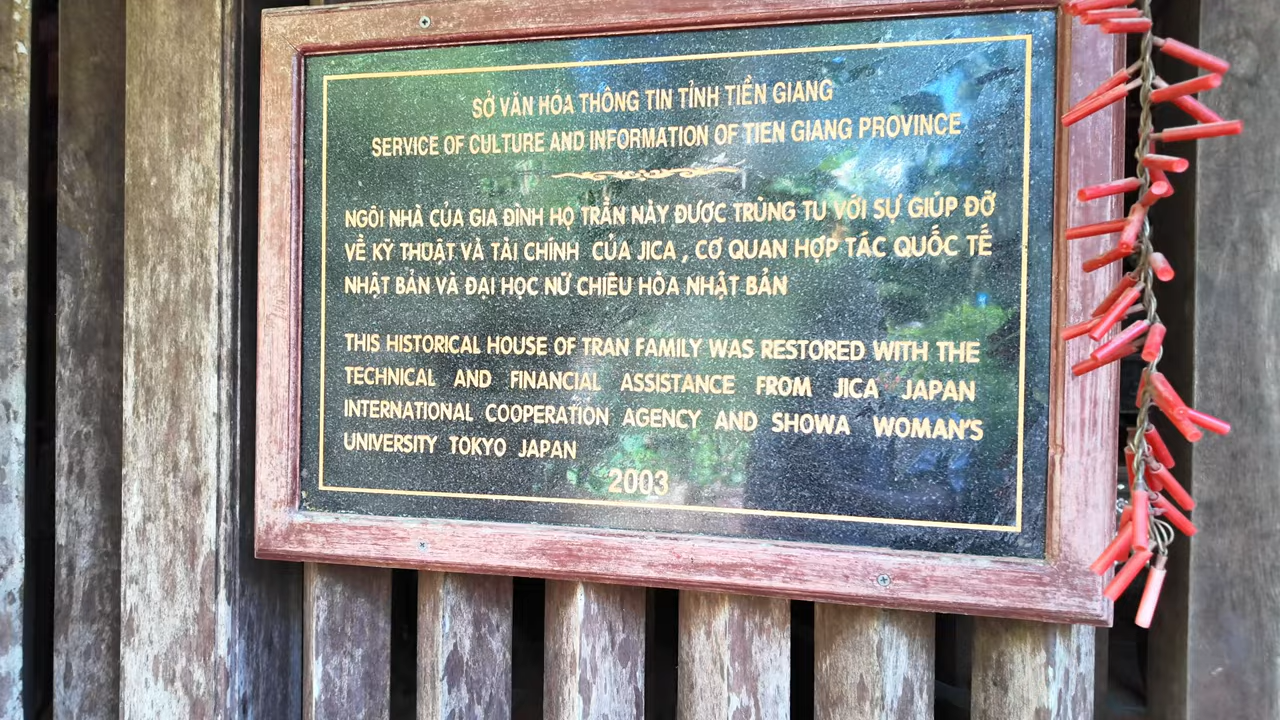 SỞ VĂN HÓA THÔNG TIN TỈNH TIỀN GIANG
SERVICE OF CULTURE AND INFORMATION OF TIEN GIANG PROVINCE
NGÔI NHÀ CỦA GIA ĐÌNH HỌ TRẦN NÀY ĐƯỢC TRÙNG TU VỚI SỰ GIÚP ĐỠ
VỀ KỸ THUẬT VÀ TÀI CHÍNH CỦA JICA , CƠ QUAN HỢP TÁC QUỐC TẾ
NHẬT BẢN VÀ ĐẠI HỌC NỮ CHIÊU HÒA NHẬT BẢN
THIS HISTORICAL HOUSE OF TRAN FAMILY WAS RESTORED WITH THE
TECHNICAL AND FINANCIAL ASSISTANCE FROM JICA JAPAN
INTERNATIONAL COOPERATION AGENCY AND SHOWA WOMAN'S
UNIVERSITY TOKYO JAPAN
2003